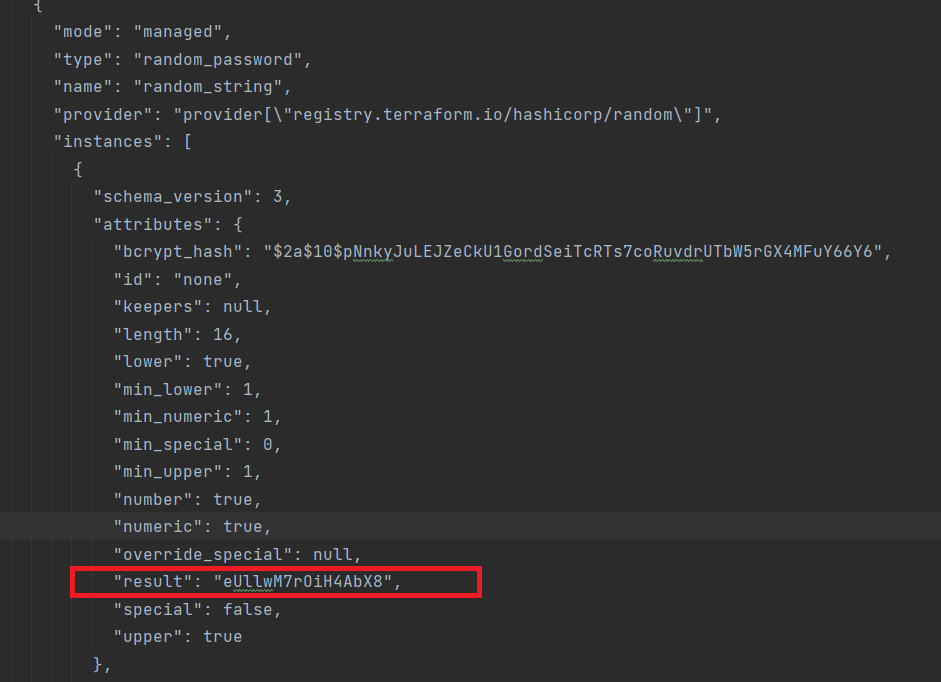 {
"mode": "managed",
"type": "random_password",
"name": "random_string",
"provider": "provider[\"registry.terraform.io/hashicorp/random\"]",
"instances": [
{
"schema_version": 3,
"attributes": {
"bcrypt_hash": "$2a$10$pNnkyJuLEJZeCkU1GordSeiTcRTs7coRuvdrUTbW5rGX4MFuY66Y6",
"id": "none",
"keepers": null,
"length": 16,
"lower": true,
"min_lower": 1,
"min_numeric": 1,
"min_special": 0,
"min_upper": 1,
"number": true,
"numeric": true,
"override_special": null,
"result": "eUllwM7rOiH4AbX8",
"special": false,
"upper": true
},